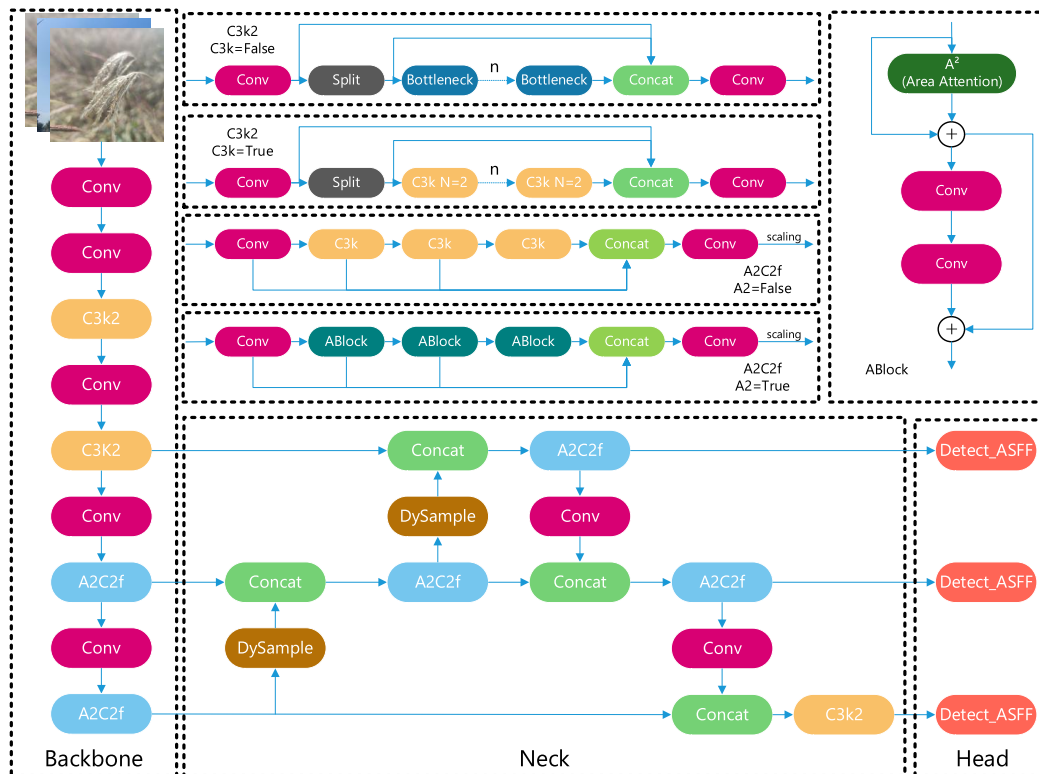 C3k2
C3k=False
n
Conv
Split
Bottleneck
Bottleneck
Concat
Conv
C3k2
C3k=True
n
Conv
Split
C3k N=2
C3k N=2
Concat
Conv
Conv
C3k
C3k
C3k
Concat
Conv
scaling
A2C2f
A2=False
Conv
ABlock
ABlock
ABlock
Concat
Conv
scaling
A2C2f
A2=True
A²
(Area Attention)
+
Conv
Conv
+
ABlock
Conv
Conv
C3k2
Conv
C3K2
Conv
A2C2f
Conv
A2C2f
Backbone
Concat
A2C2f
DySample
Conv
Concat
A2C2f
Concat
A2C2f
DySample
Conv
Concat
C3k2
Neck
Detect_ASFF
Detect_ASFF
Detect_ASFF
Head